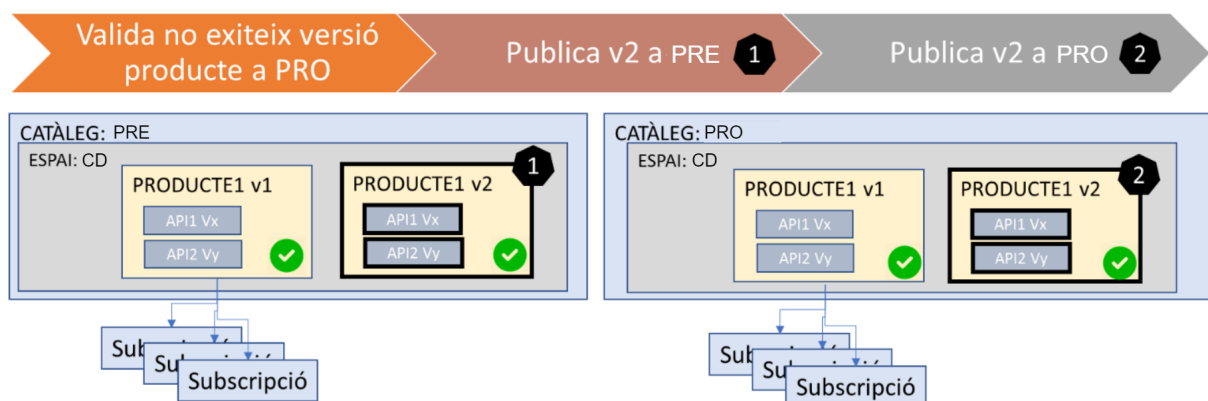 Valida no exiteix versió
producte a PRO
Publica v2 a PRE 1
Publica v2 a PRO 2
CATÀLEG: PRE
ESPAI: CD
PRODUCTE1 v1
API1 Vx
API2 Vy
PRODUCTE1 v2
1
API1 Vx
API2 Vy
Subscripció
CATÀLEG: PRO
ESPAI: CD
PRODUCTE1 v1
API1 Vx
API2 Vy
PRODUCTE1 v2
2
API1 Vx
API2 Vy
Subscripció